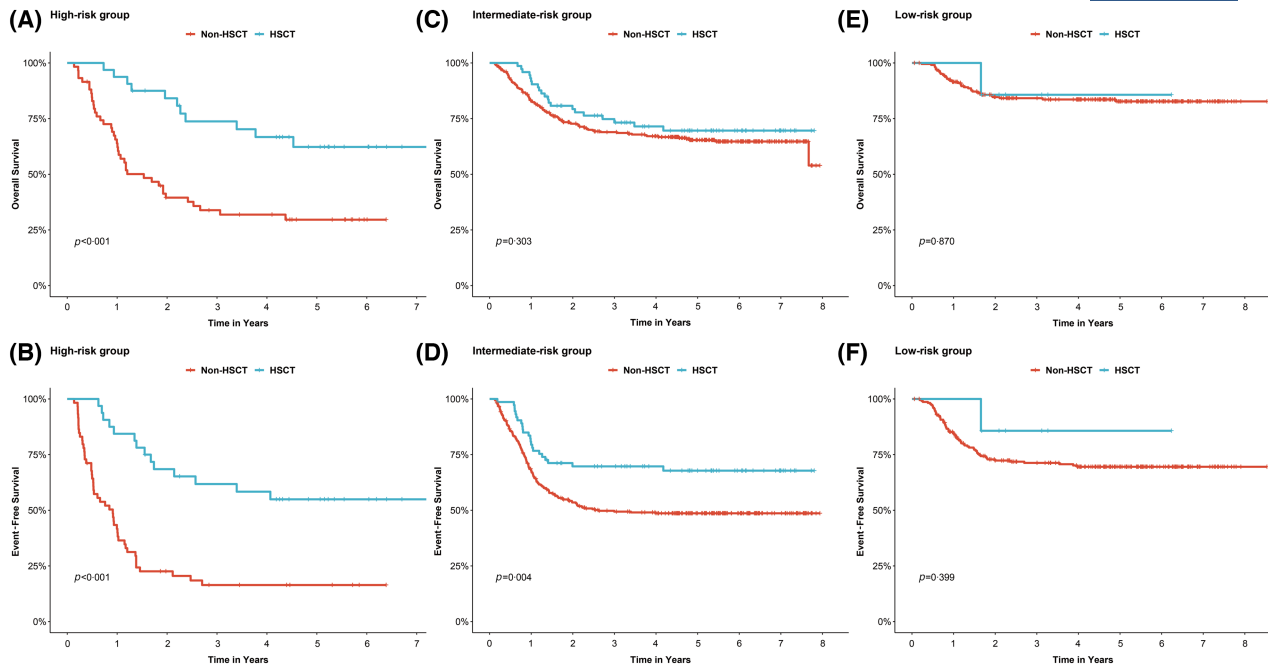 (A) High-risk group
Non-HSCT HSCT
100%
75%
50%
25%
0%
Overall Survival
p<0·001
0 1 2 3 4 5 6 7
Time in Years
(C) Intermediate-risk group
Non-HSCT HSCT
100%
75%
50%
25%
0%
Overall Survival
p=0·303
0 1 2 3 4 5 6 7 8
Time in Years
(E) Low-risk group
Non-HSCT HSCT
100%
75%
50%
25%
0%
Overall Survival
p=0·870
0 1 2 3 4 5 6 7 8
Time in Years
(B) High-risk group
Non-HSCT HSCT
100%
75%
50%
25%
0%
Event-Free Survival
p<0·001
0 1 2 3 4 5 6 7
Time in Years
(D) Intermediate-risk group
Non-HSCT HSCT
100%
75%
50%
25%
0%
Event-Free Survival
p=0·004
0 1 2 3 4 5 6 7 8
Time in Years
(F) Low-risk group
Non-HSCT HSCT
100%
75%
50%
25%
0%
Event-Free Survival
p=0·399
0 1 2 3 4 5 6 7 8
Time in Years